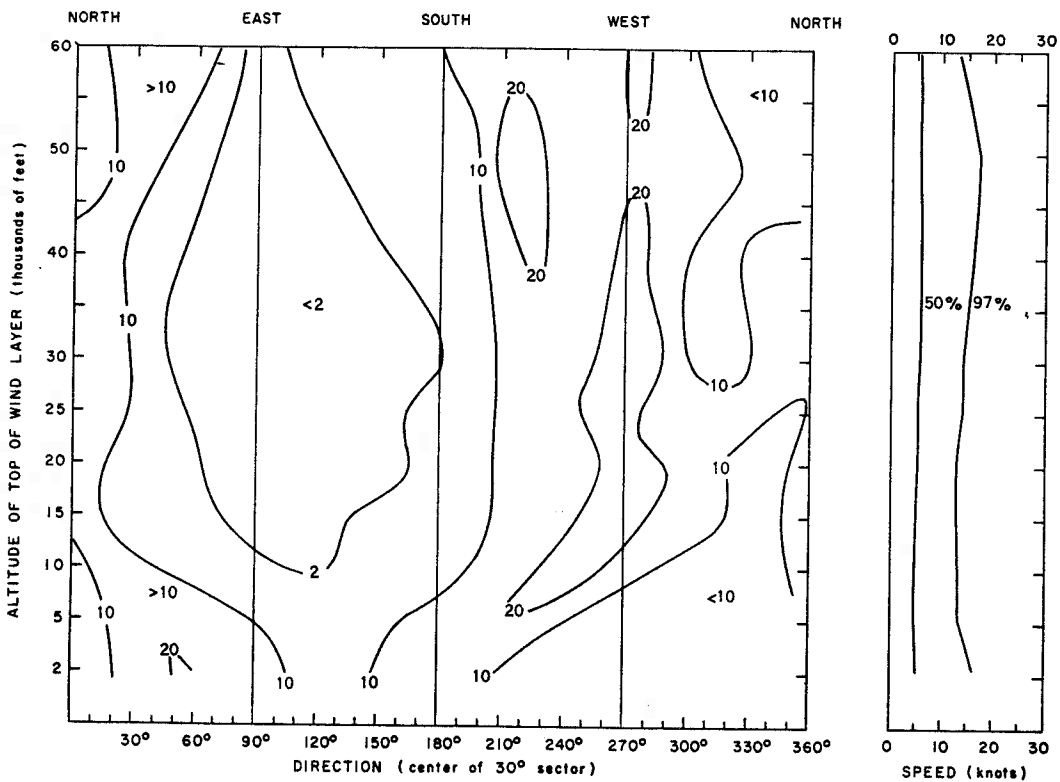 NORTH EAST SOUTH WEST NORTH
0 10 20 30
60
>10 20 <10
20
50
10 10
20
40
20
<2 50% 97%
10
30
10
25
20 10
15
10
2
>10 <10
5 10 20
20
2
10 10 10
30° 60° 90° 120° 150° 180° 210° 240° 270° 300° 330° 360°
0 10 20 30
DIRECTION (center of 30° sector)
SPEED (knots)
ALTITUDE OF TOP OF WIND LAYER (thousands of feet)